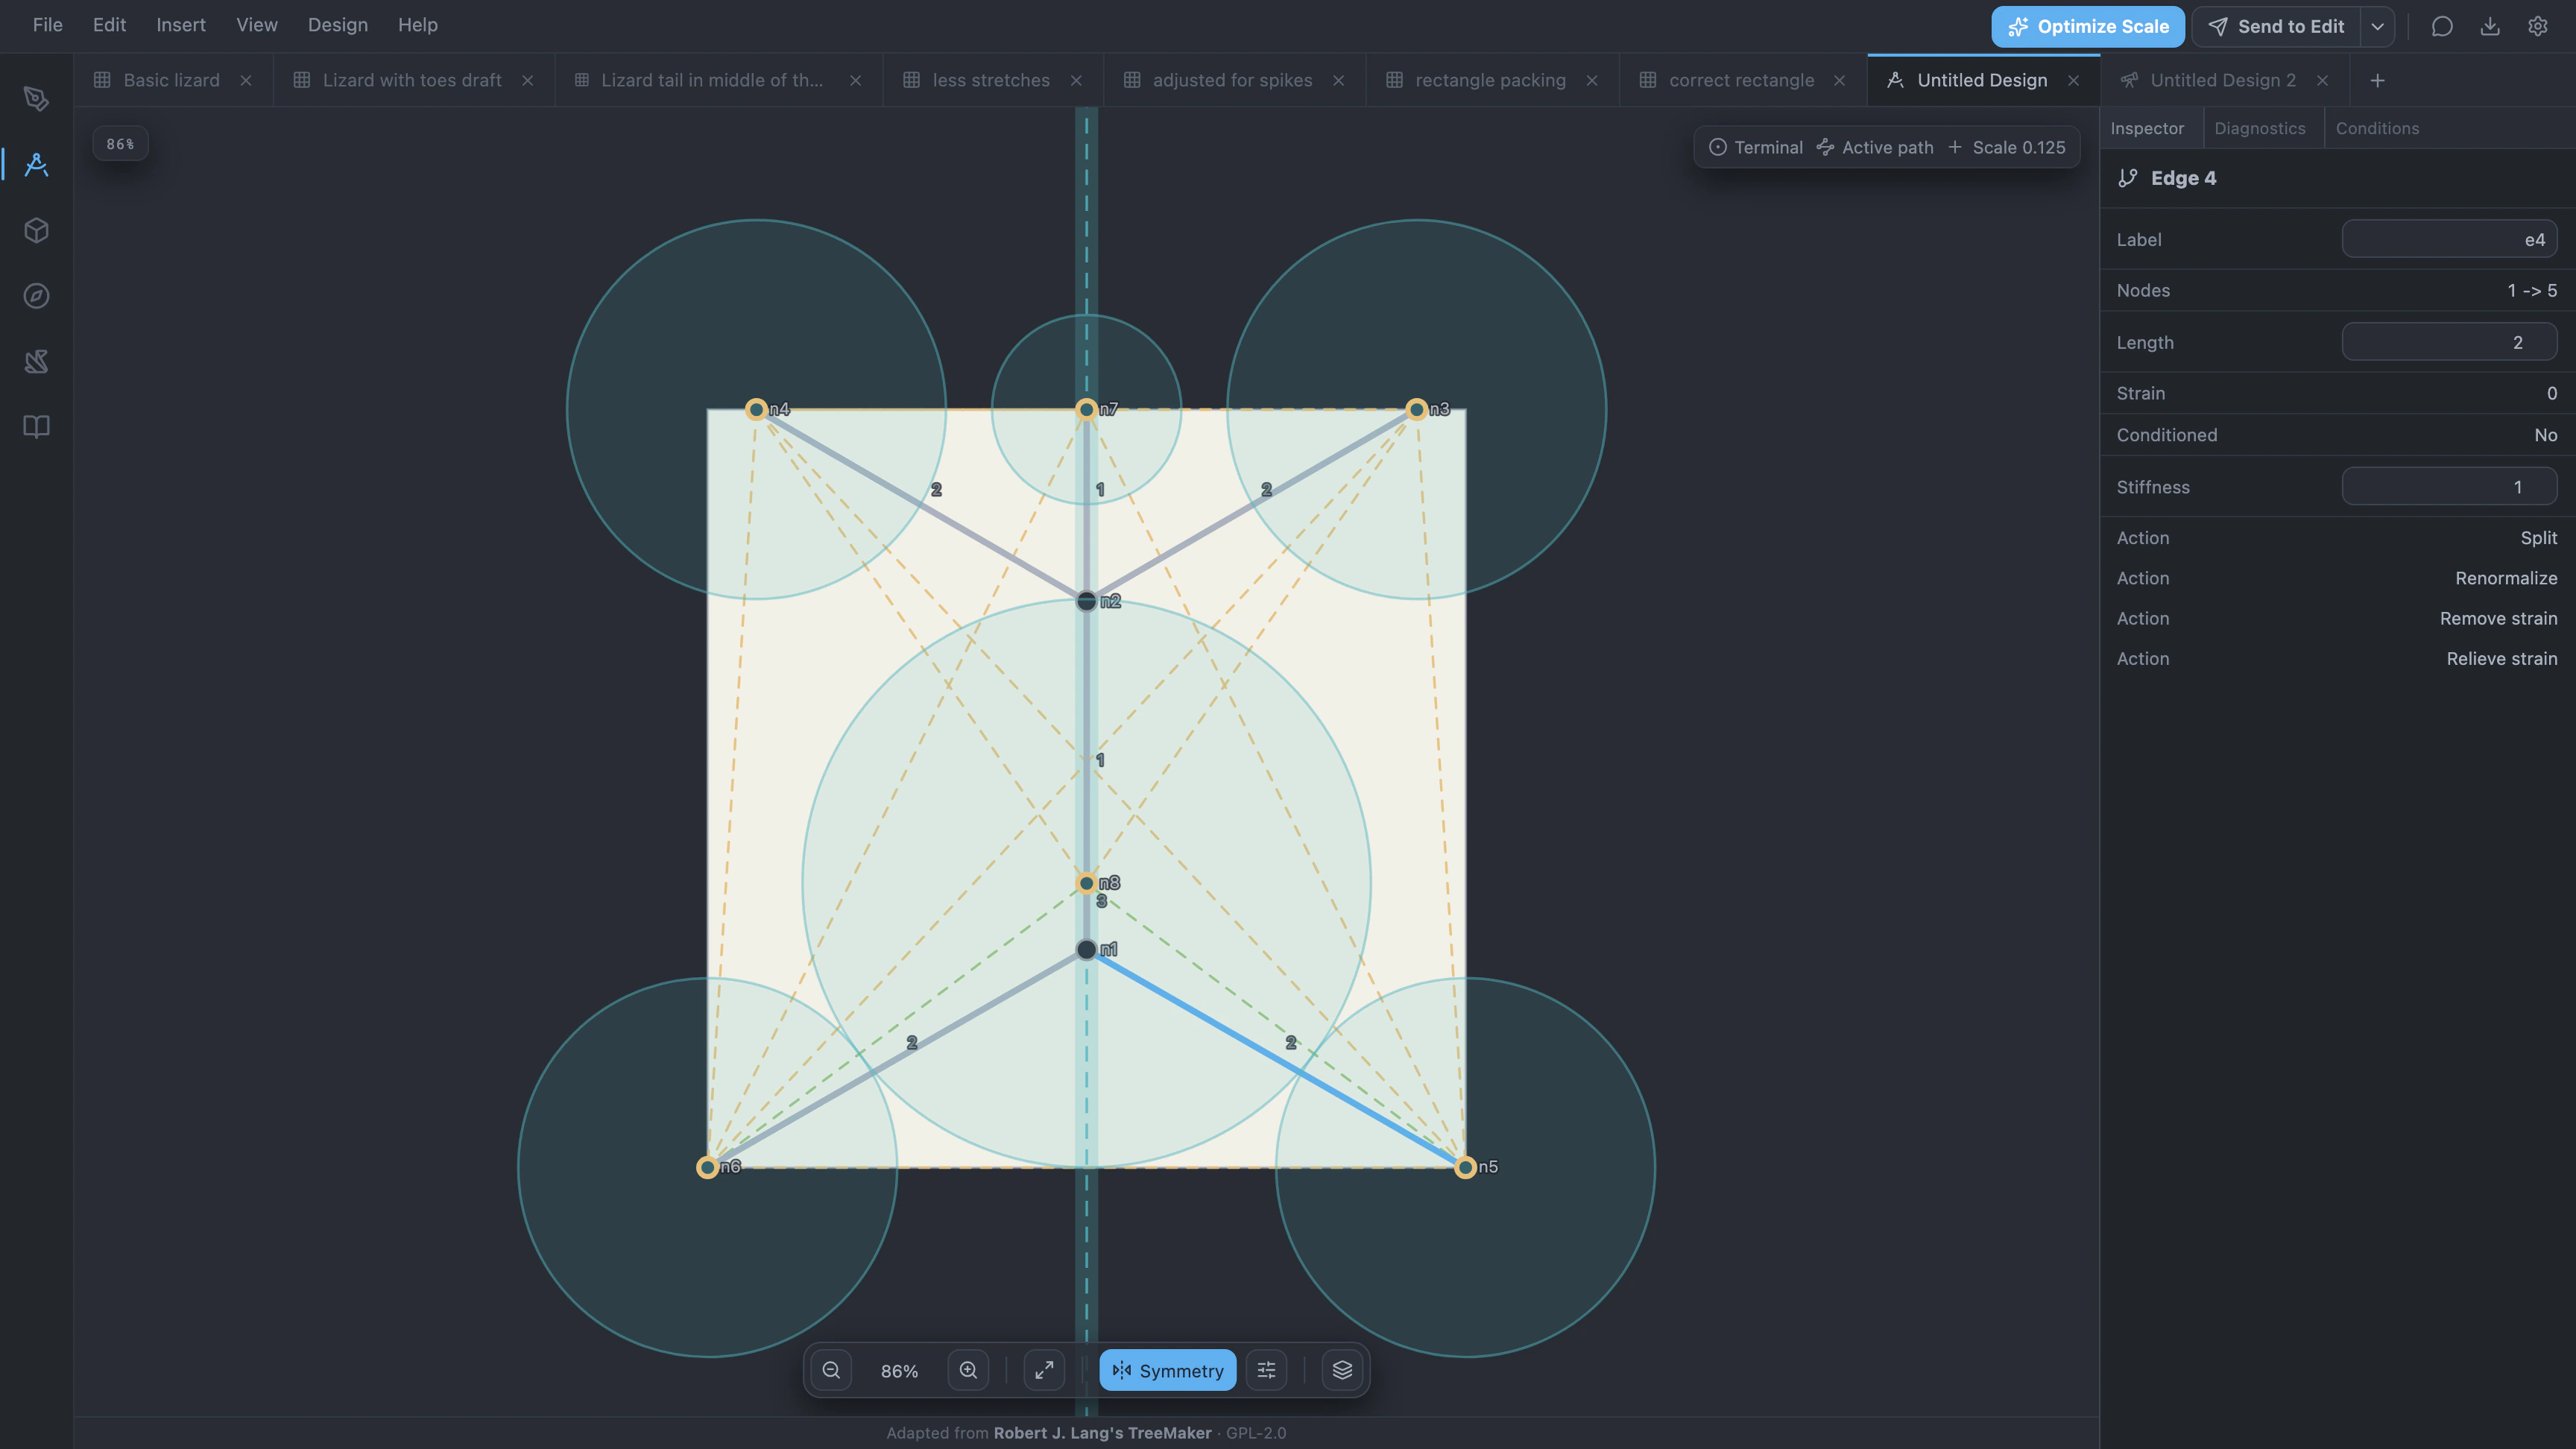 File Edit Insert View Design Help Optimize Scale Send to Edit
Basic lizard Lizard with toes draft Lizard tail in middle of th... less stretches adjusted for spikes rectangle packing correct rectangle Untitled Design Untitled Design 2
86% Terminal Active path Scale 0.125
Inspector Diagnostics Conditions
Edge 4
Label e4
Nodes 1 -> 5
Length 2
Strain 0
Conditioned No
Stiffness 1
Action Split
Action Renormalize
Action Remove strain
Action Relieve strain
n4 n7 n3
2 1 2
n2
1
n8
3
n1
2 2
n6 n5
86% Symmetry
Adapted from Robert J. Lang's TreeMaker · GPL-2.0